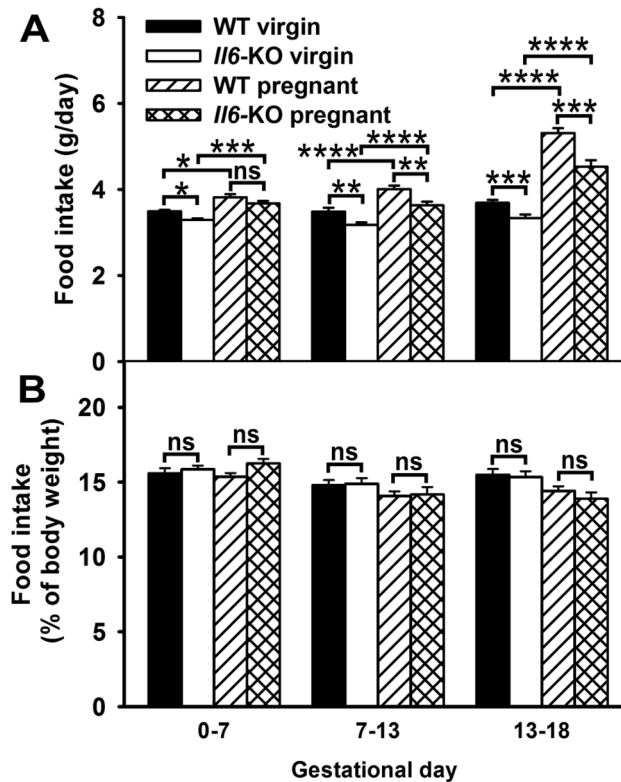 A
WT virgin
Il6-KO virgin
WT pregnant
Il6-KO pregnant
Food intake (g/day)
8
6
4
2
0
*
*
***
ns
****
**
****
**
***
****
****
***
B
Food intake
(% of body weight)
20
15
10
5
0
ns
ns
ns
ns
ns
ns
0-7
7-13
13-18
Gestational day